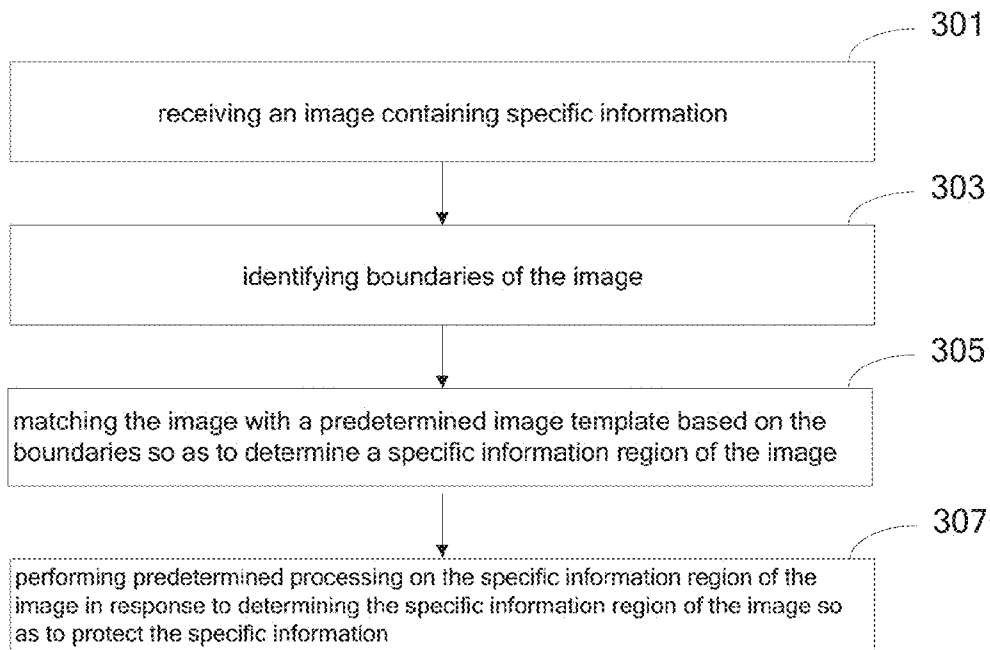 301
receiving an image containing specific information
303
identifying boundaries of the image
305
matching the image with a predetermined image template based on the
boundaries so as to determine a specific information region of the image
307
performing predetermined processing on the specific information region of the
image in response to determining the specific information region of the image so
as to protect the specific information